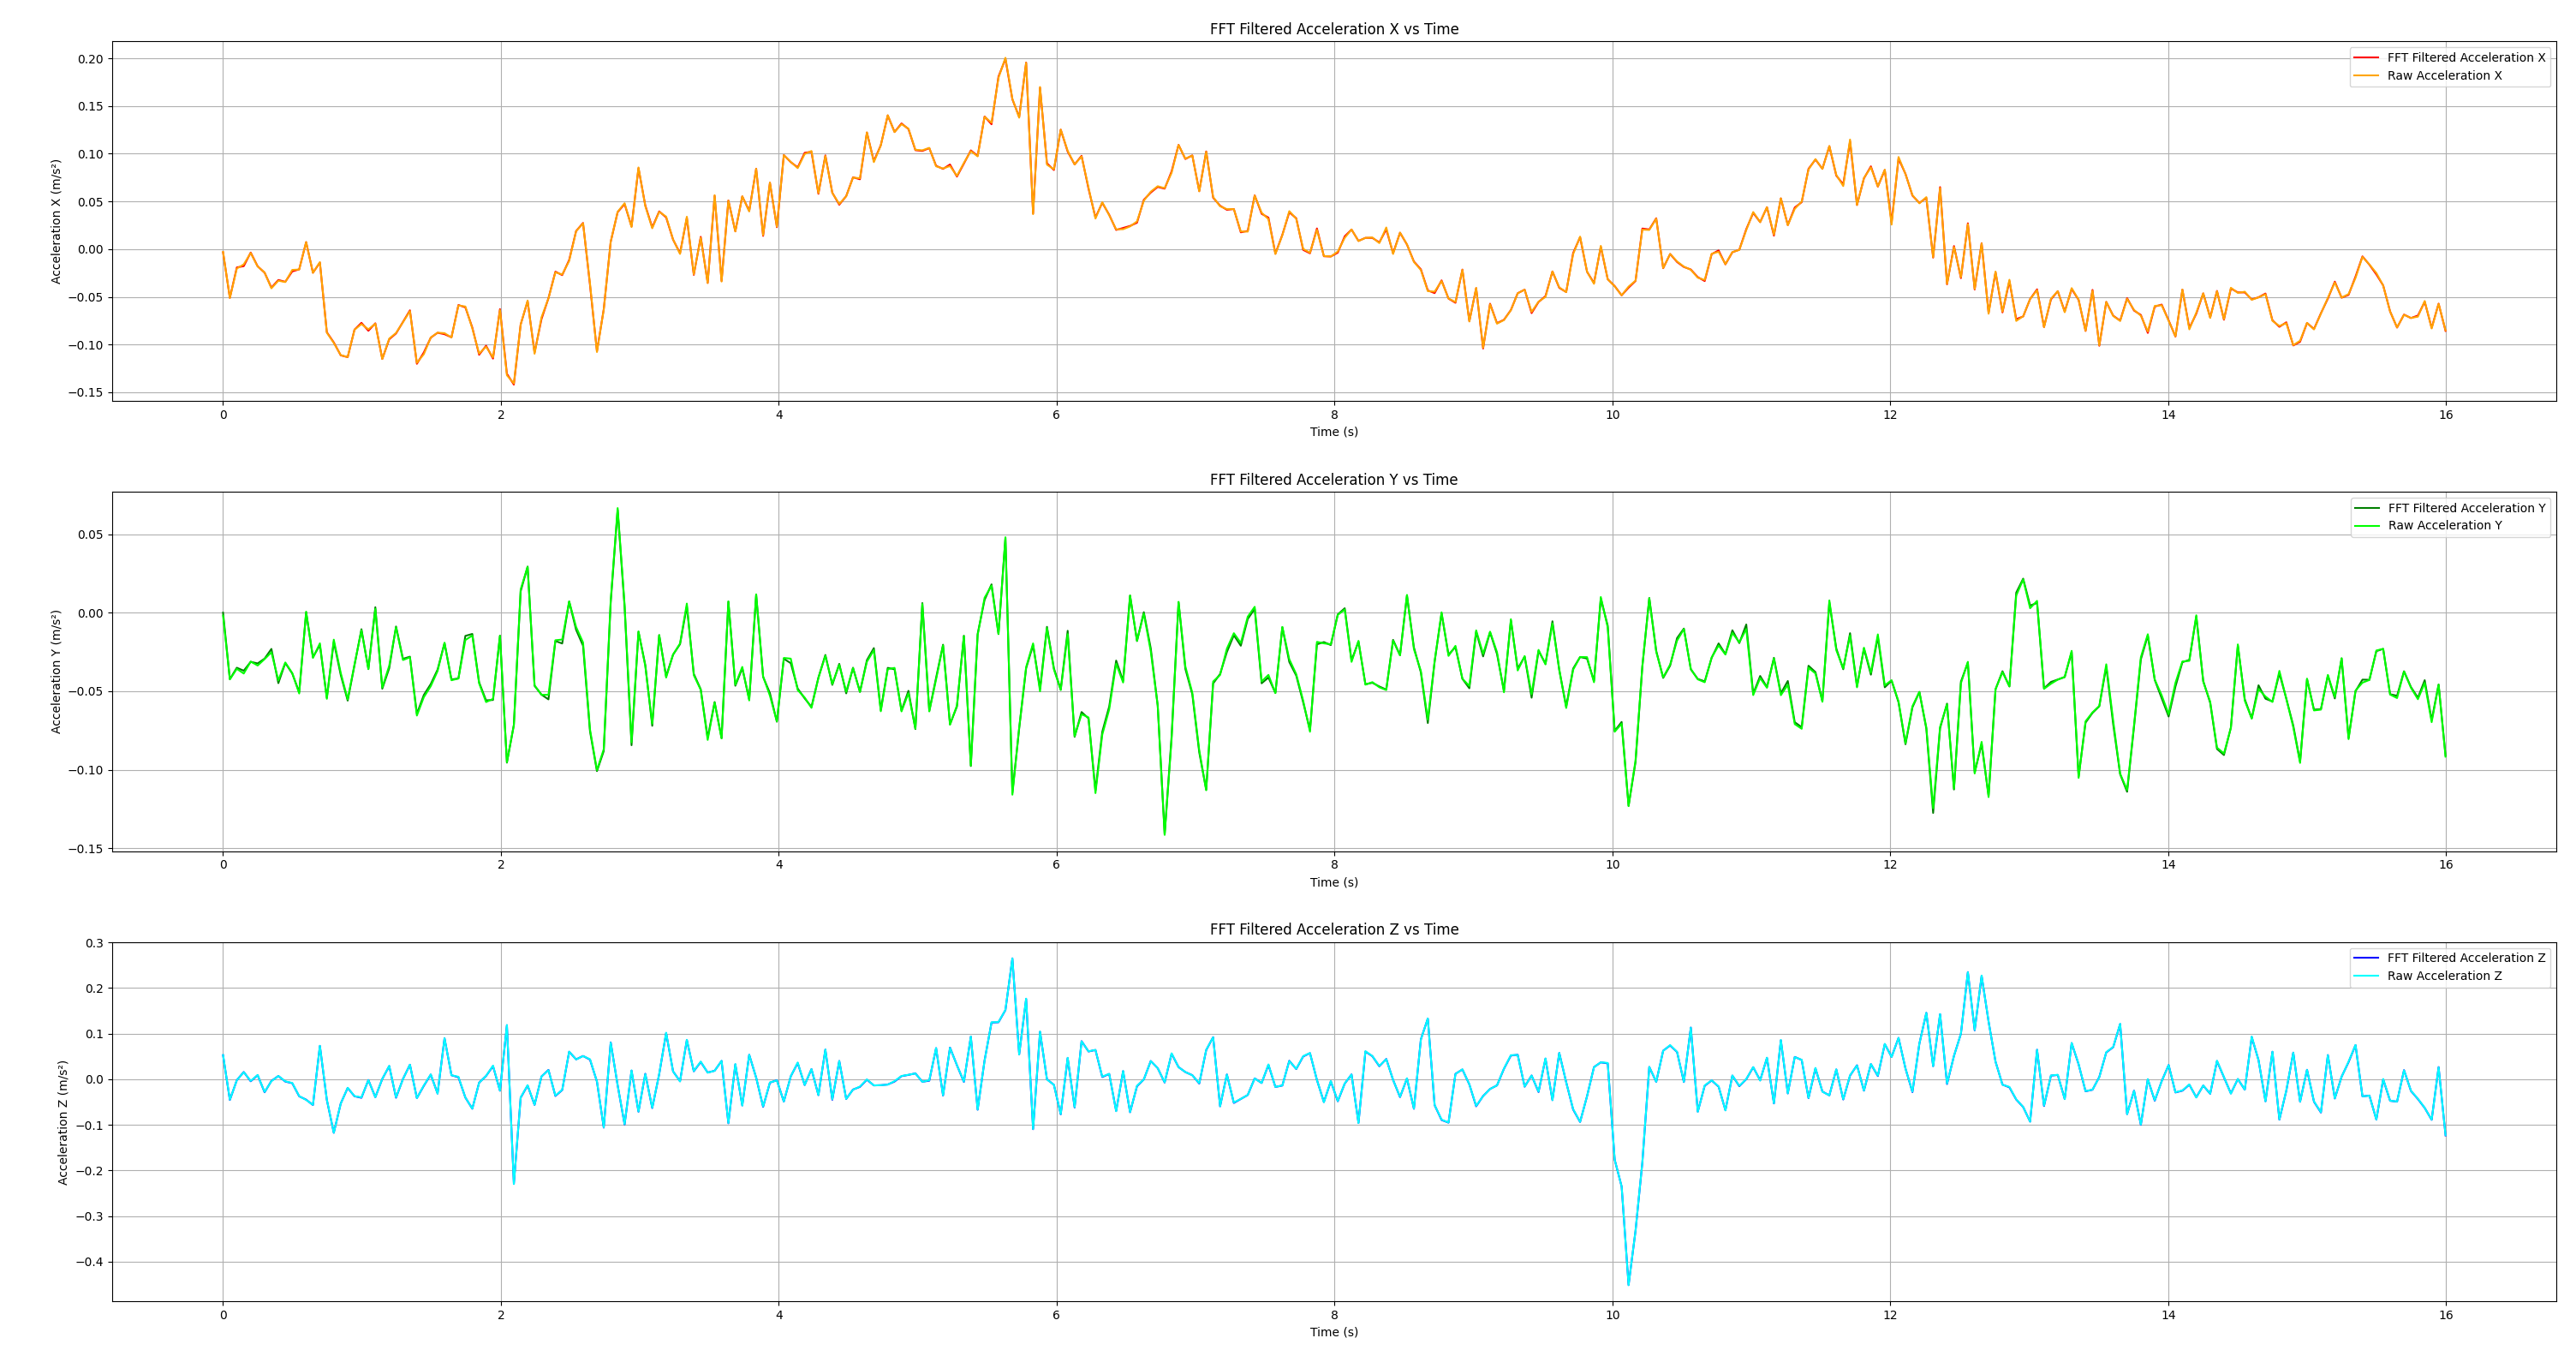 FFT Filtered Acceleration X vs Time
FFT Filtered Acceleration X
Raw Acceleration X
0.20
0.15
0.10
0.05
0.00
−0.05
−0.10
−0.15
Acceleration X (m/s²)
0 2 4 6 8 10 12 14 16
Time (s)
FFT Filtered Acceleration Y vs Time
FFT Filtered Acceleration Y
Raw Acceleration Y
0.05
0.00
−0.05
−0.10
−0.15
Acceleration Y (m/s²)
0 2 4 6 8 10 12 14 16
Time (s)
FFT Filtered Acceleration Z vs Time
FFT Filtered Acceleration Z
Raw Acceleration Z
0.3
0.2
0.1
0.0
−0.1
−0.2
−0.3
−0.4
Acceleration Z (m/s²)
0 2 4 6 8 10 12 14 16
Time (s)